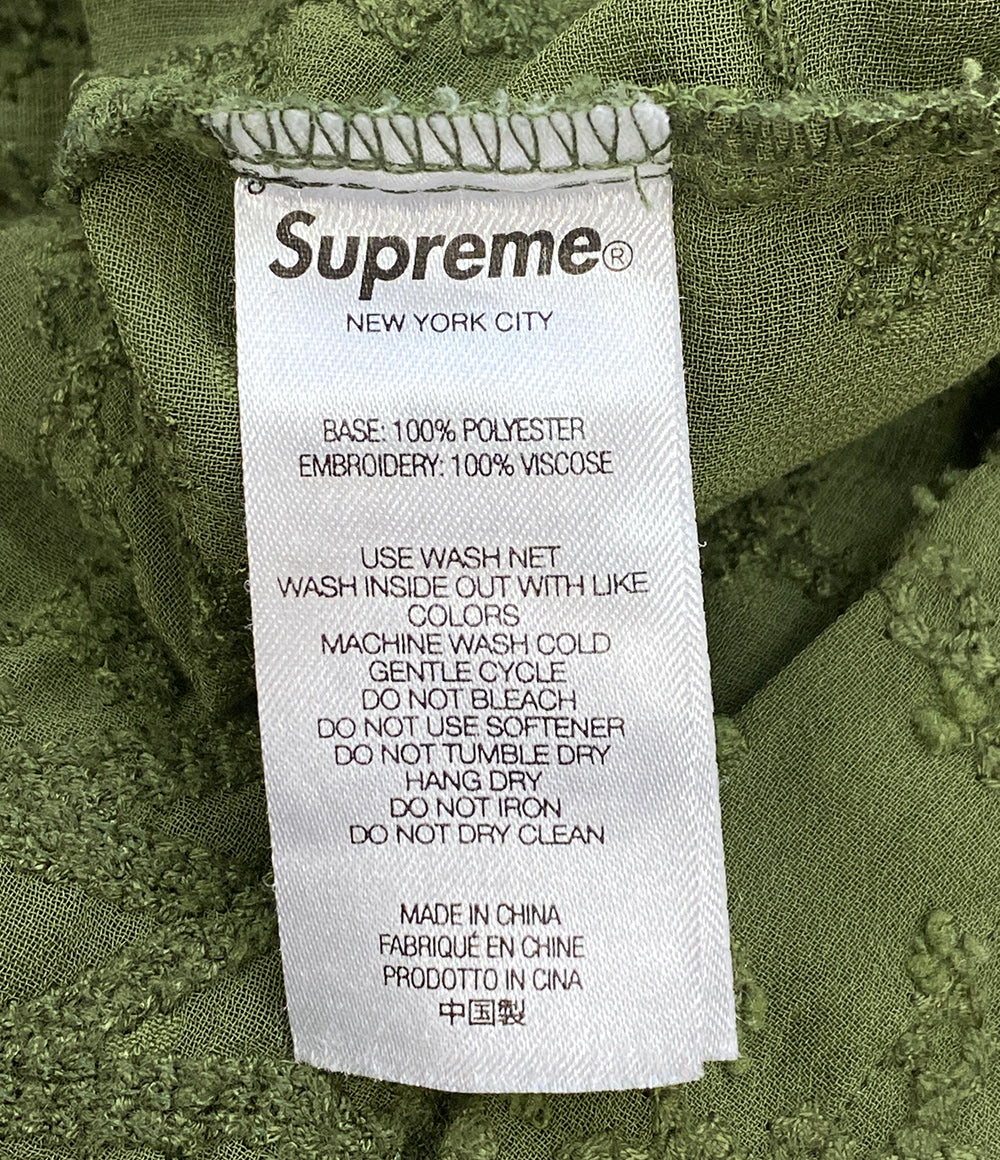 Supreme®
NEW YORK CITY
BASE: 100% POLYESTER
EMBROIDERY: 100% VISCOSE
USE WASH NET
WASH INSIDE OUT WITH LIKE
COLORS
MACHINE WASH COLD
GENTLE CYCLE
DO NOT BLEACH
DO NOT USE SOFTENER
DO NOT TUMBLE DRY
HANG DRY
DO NOT IRON
DO NOT DRY CLEAN
MADE IN CHINA
FABRIQUÉ EN CHINE
PRODOTTO IN CINA
中国製